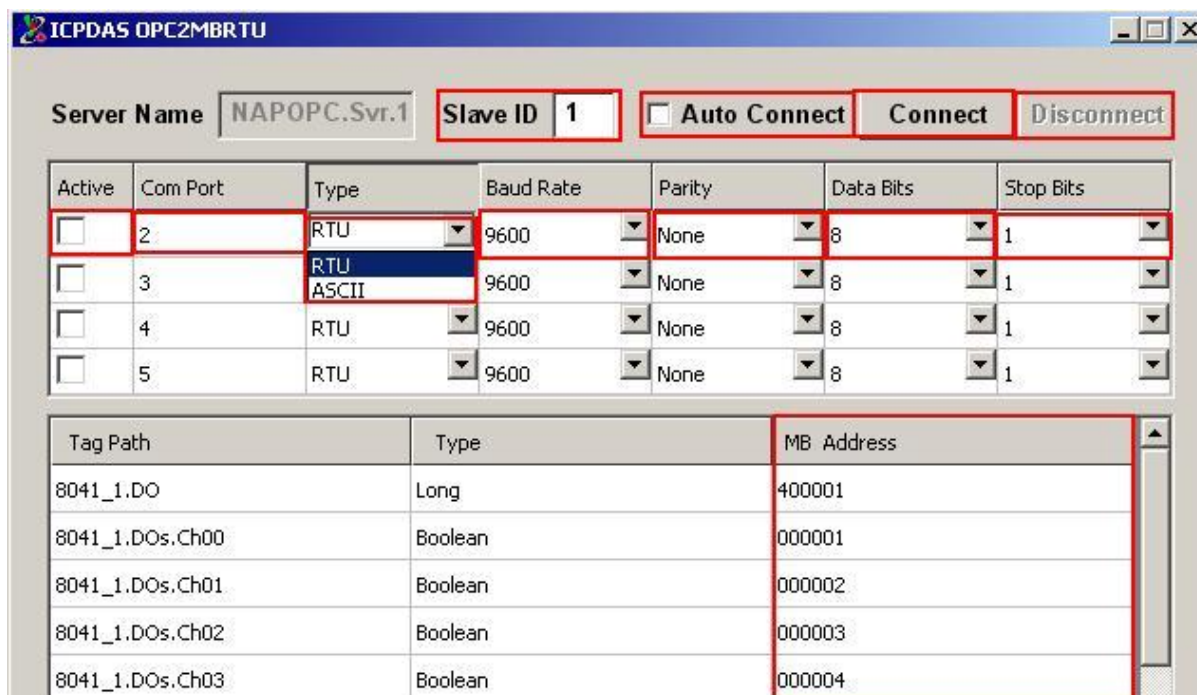 ICPDAS OPC2MBRTU
Server Name NAPOPC.Svr.1 Slave ID 1 Auto Connect Connect Disconnect
Active Com Port Type Baud Rate Parity Data Bits Stop Bits
2 RTU 9600 None 8 1
RTU
3 9600 None 8 1
ASCII
4 RTU 9600 None 8 1
5 RTU 9600 None 8 1
Tag Path Type MB Address
8041_1.DO Long 400001
8041_1.DOs.Ch00 Boolean 000001
8041_1.DOs.Ch01 Boolean 000002
8041_1.DOs.Ch02 Boolean 000003
8041_1.DOs.Ch03 Boolean 000004